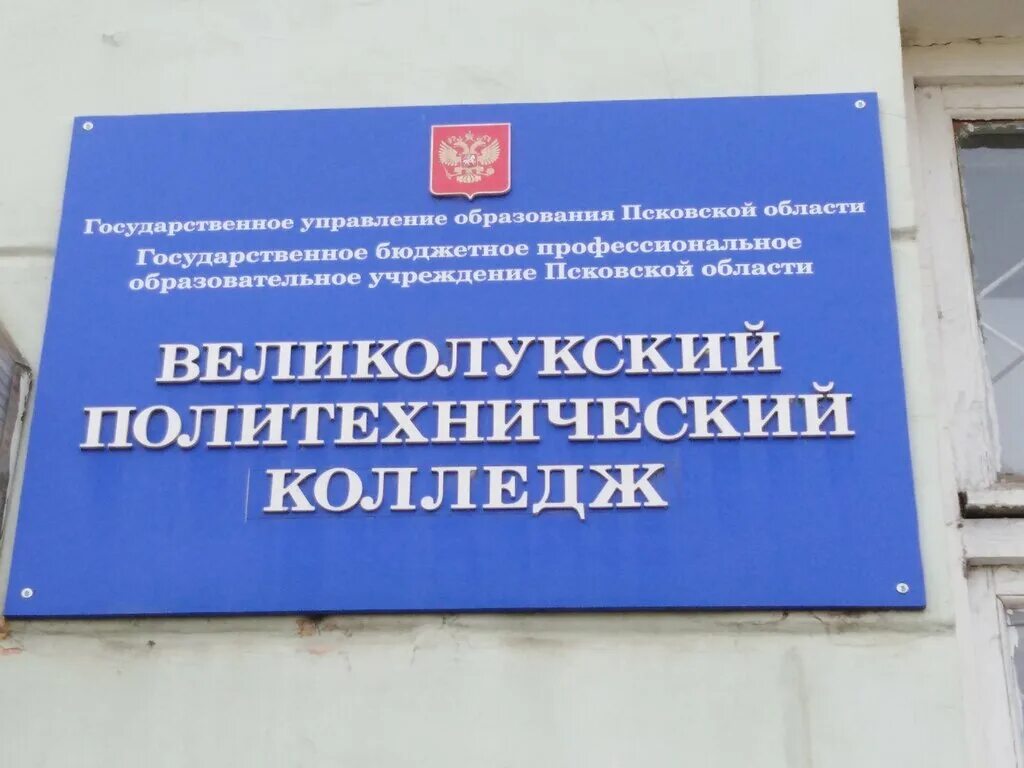 Государственное управление образования Псковской области
Государственное бюджетное профессиональное
образовательное учреждение Псковской области
ВЕЛИКОЛУКСКИЙ
ПОЛИТЕХНИЧЕСКИЙ
КОЛЛЕДЖ